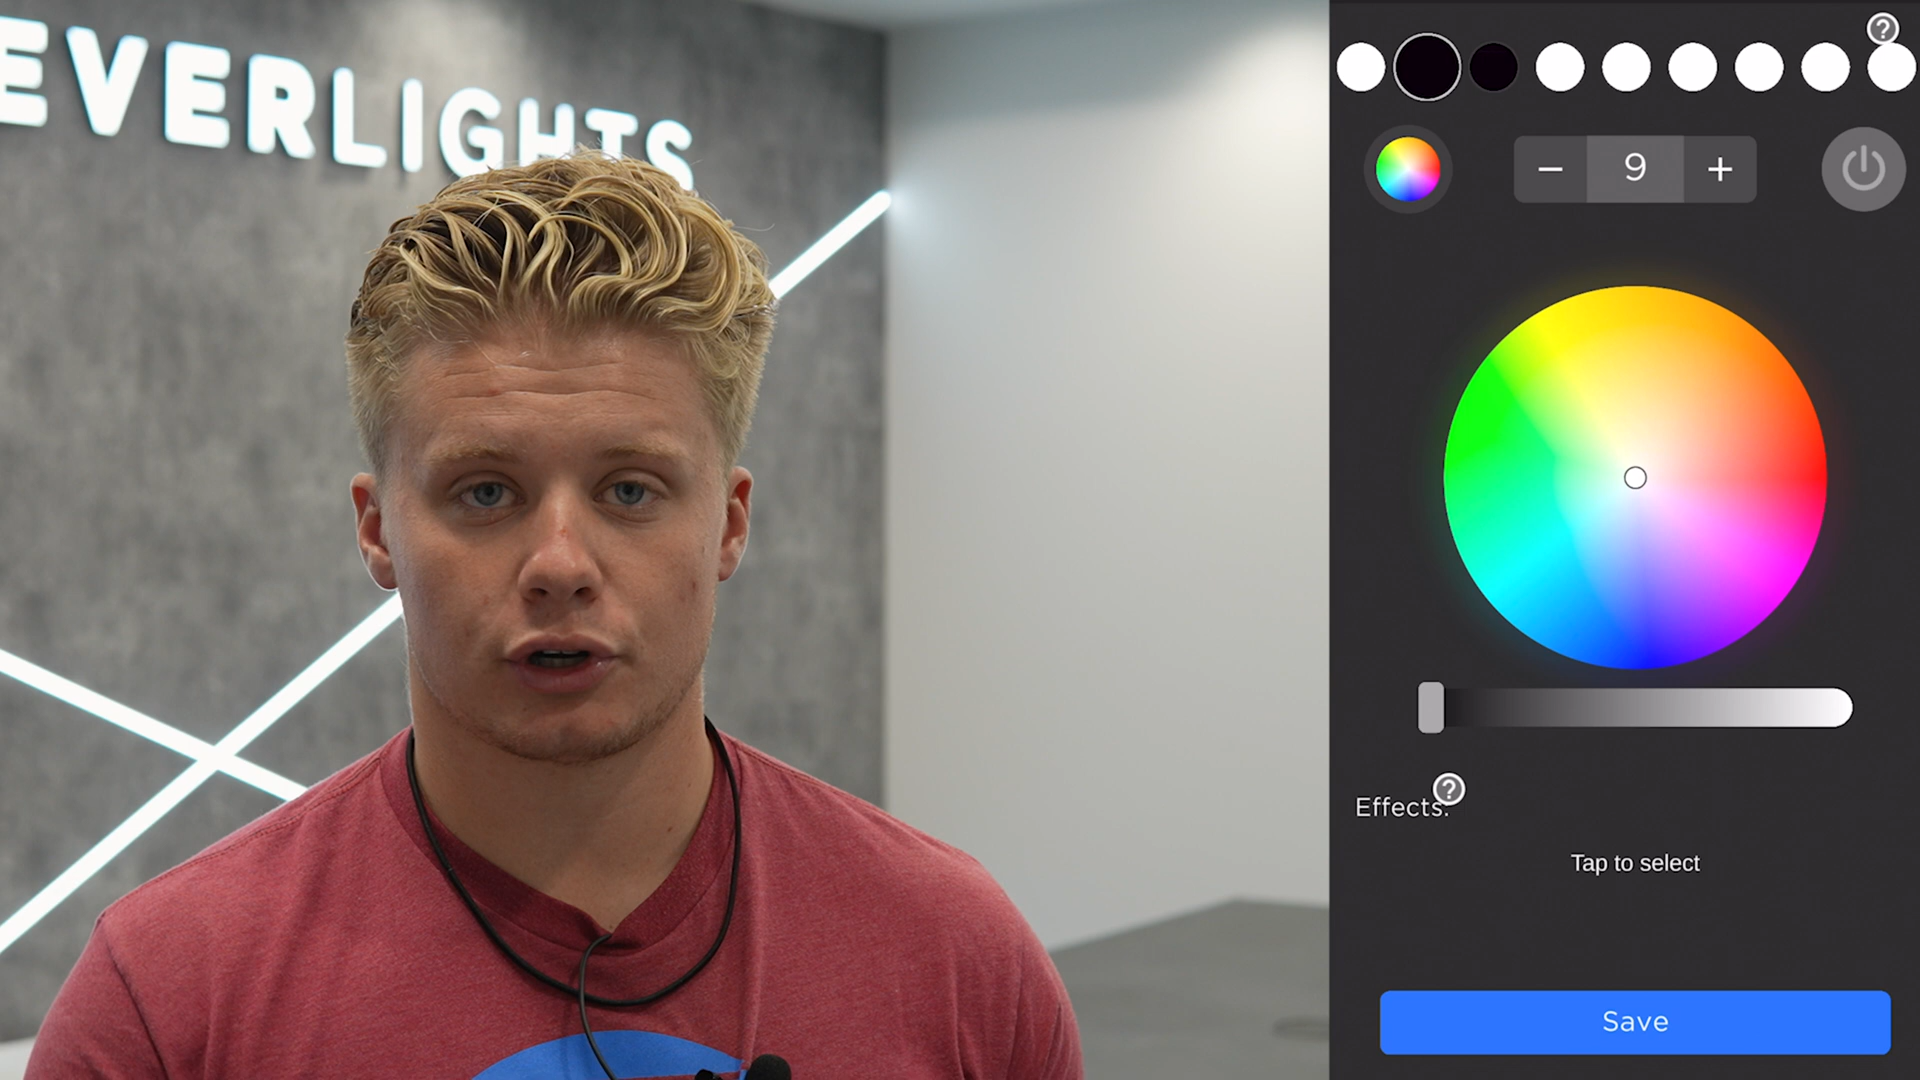 EVERLIGHTS
?
− 9 +
Effects:
?
Tap to select
Save